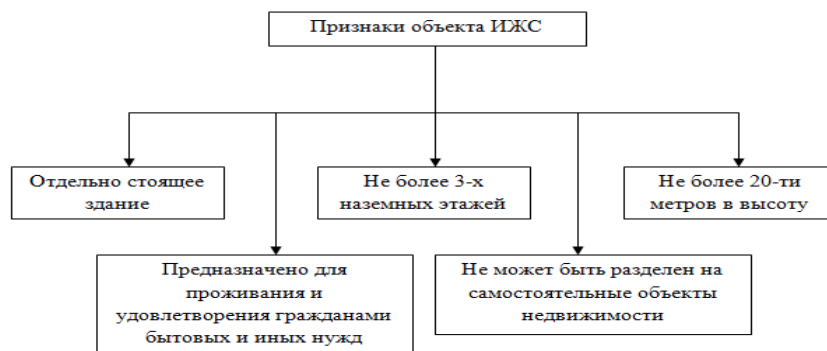 Признаки объекта ИЖС
Отдельно стоящее
здание
Не более 3-х
наземных этажей
Не более 20-ти
метров в высоту
Предназначено для
проживания и
удовлетворения гражданами
бытовых и иных нужд
Не может быть разделен на
самостоятельные объекты
недвижимости